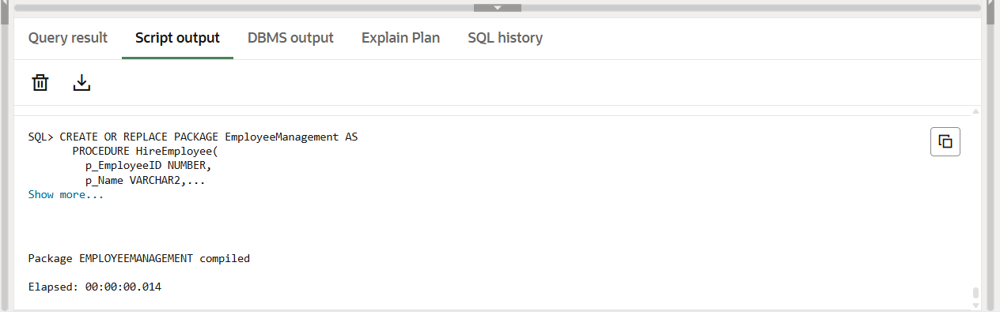 Query result Script output DBMS output Explain Plan SQL history
SQL> CREATE OR REPLACE PACKAGE EmployeeManagement AS
PROCEDURE HireEmployee(
p_EmployeeID NUMBER,
p_Name VARCHAR2,...
Show more...
Package EMPLOYEEMANAGEMENT compiled
Elapsed: 00:00:00.014